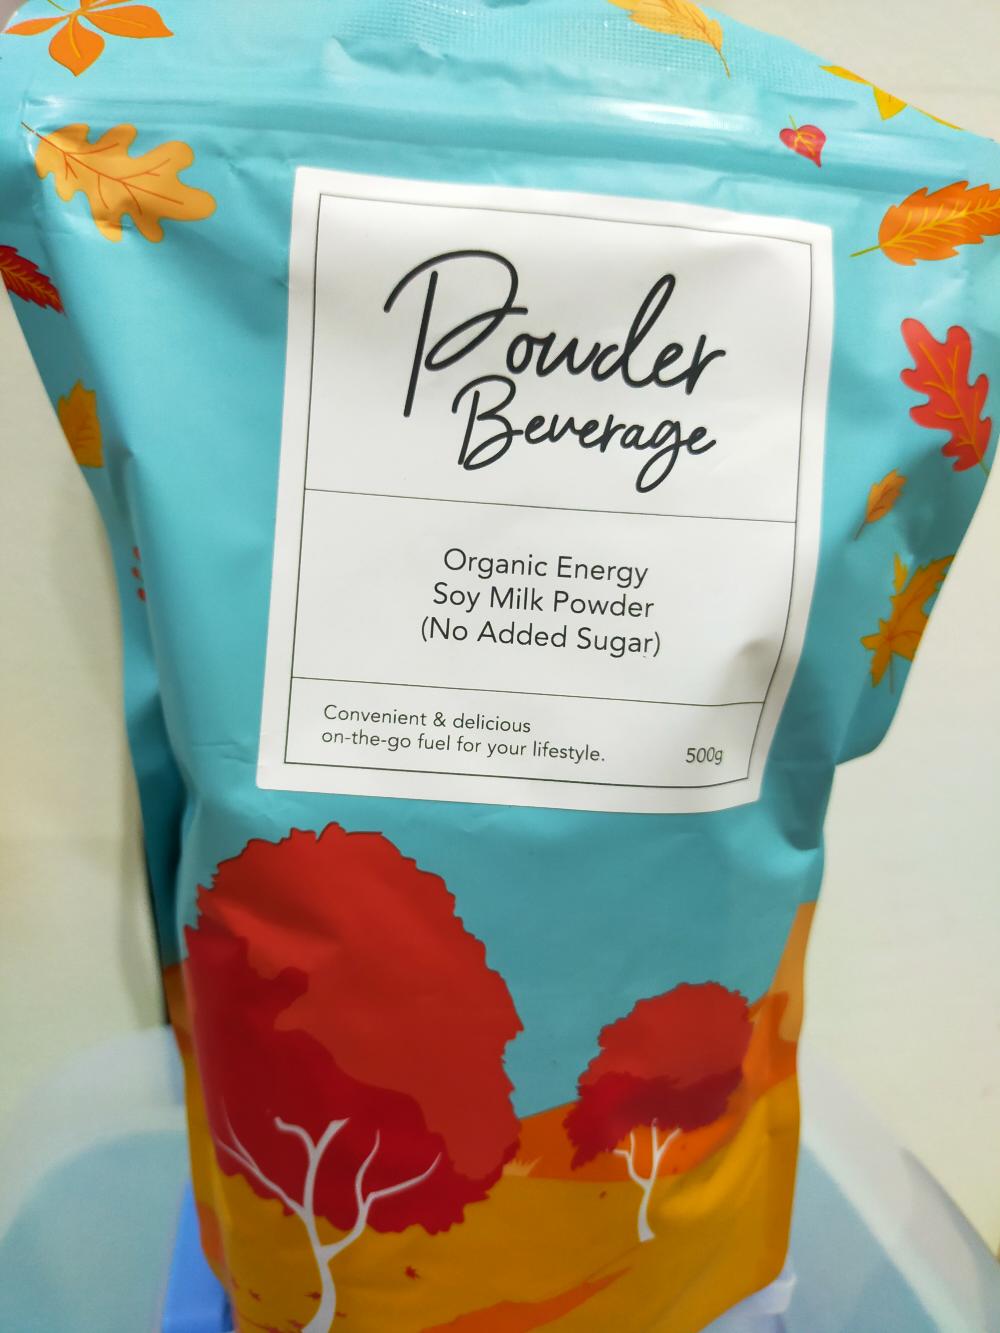 Powder
Beverage
Organic Energy
Soy Milk Powder
(No Added Sugar)
Convenient & delicious
on-the-go fuel for your lifestyle.
500g